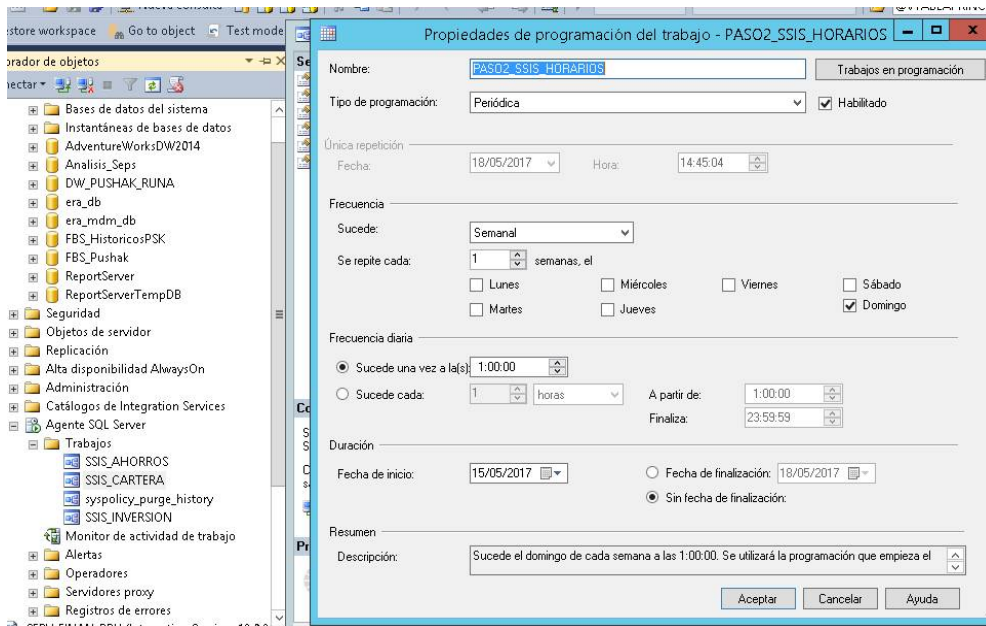 Nueva consulta
estore workspace Go to object Test mode
orador de objetos
nectar
Bases de datos del sistema
Instantáneas de bases de datos
AdventureWorksDW2014
Analisis_Seps
DW_PUSHAK_RUNA
era_db
era_mdm_db
FBS_HistoricosPSK
FBS_Pushak
ReportServer
ReportServerTempDB
Seguridad
Objetos de servidor
Replicación
Alta disponibilidad AlwaysOn
Administración
Catálogos de Integration Services
Agente SQL Server
Trabajos
SSIS_AHORROS
SSIS_CARTERA
syspolicy_purge_history
SSIS_INVERSION
Monitor de actividad de trabajo
Alertas
Operadores
Servidores proxy
Registros de errores
Se
Co
Pr
Propiedades de programación del trabajo - PASO2_SSIS_HORARIOS
Nombre: PASO2_SSIS_HORARIOS Trabajos en programación
Tipo de programación: Periódica Habilitado
Única repetición
Fecha: 18/05/2017 Hora: 14:45:04
Frecuencia
Sucede: Semanal
Se repite cada: 1 semanas, el
Lunes Miércoles Viernes Sábado
Martes Jueves Domingo
Frecuencia diaria
Sucede una vez a la(s): 1:00:00
Sucede cada: 1 horas A partir de: 1:00:00
Finaliza: 23:59:59
Duración
Fecha de inicio: 15/05/2017 Fecha de finalización: 18/05/2017
Sin fecha de finalización:
Resumen
Descripción: Sucede el domingo de cada semana a las 1:00:00. Se utilizará la programación que empieza el
Aceptar Cancelar Ayuda